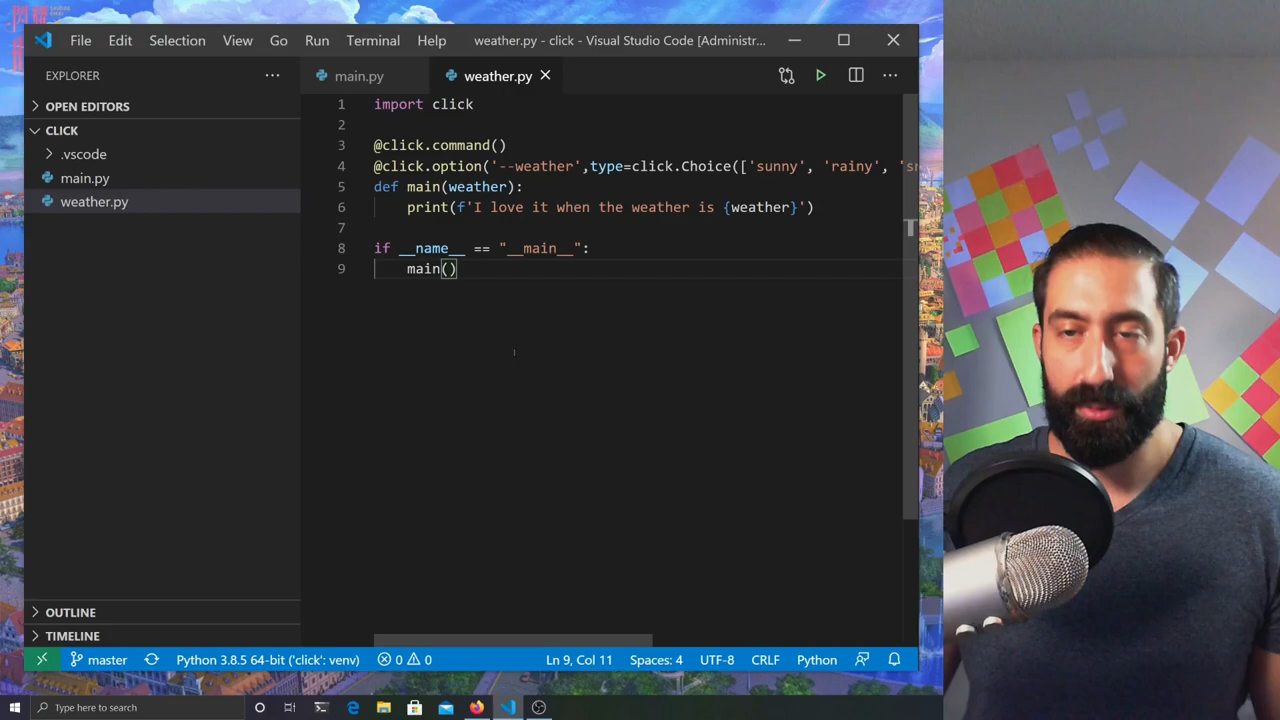 File Edit Selection View Go Run Terminal Help weather.py - click - Visual Studio Code [Administr...
EXPLORER
main.py
weather.py
OPEN EDITORS
CLICK
.vscode
main.py
weather.py
1 import click
2
3 @click.command()
4 @click.option('--weather',type=click.Choice(['sunny', 'rainy', 'sn
5 def main(weather):
6 print(f'I love it when the weather is {weather}')
7
8 if __name__ == "__main__":
9 main()
OUTLINE
TIMELINE
master Python 3.8.5 64-bit ('click': venv) 0 0 Ln 9, Col 11 Spaces: 4 UTF-8 CRLF Python
Type here to search